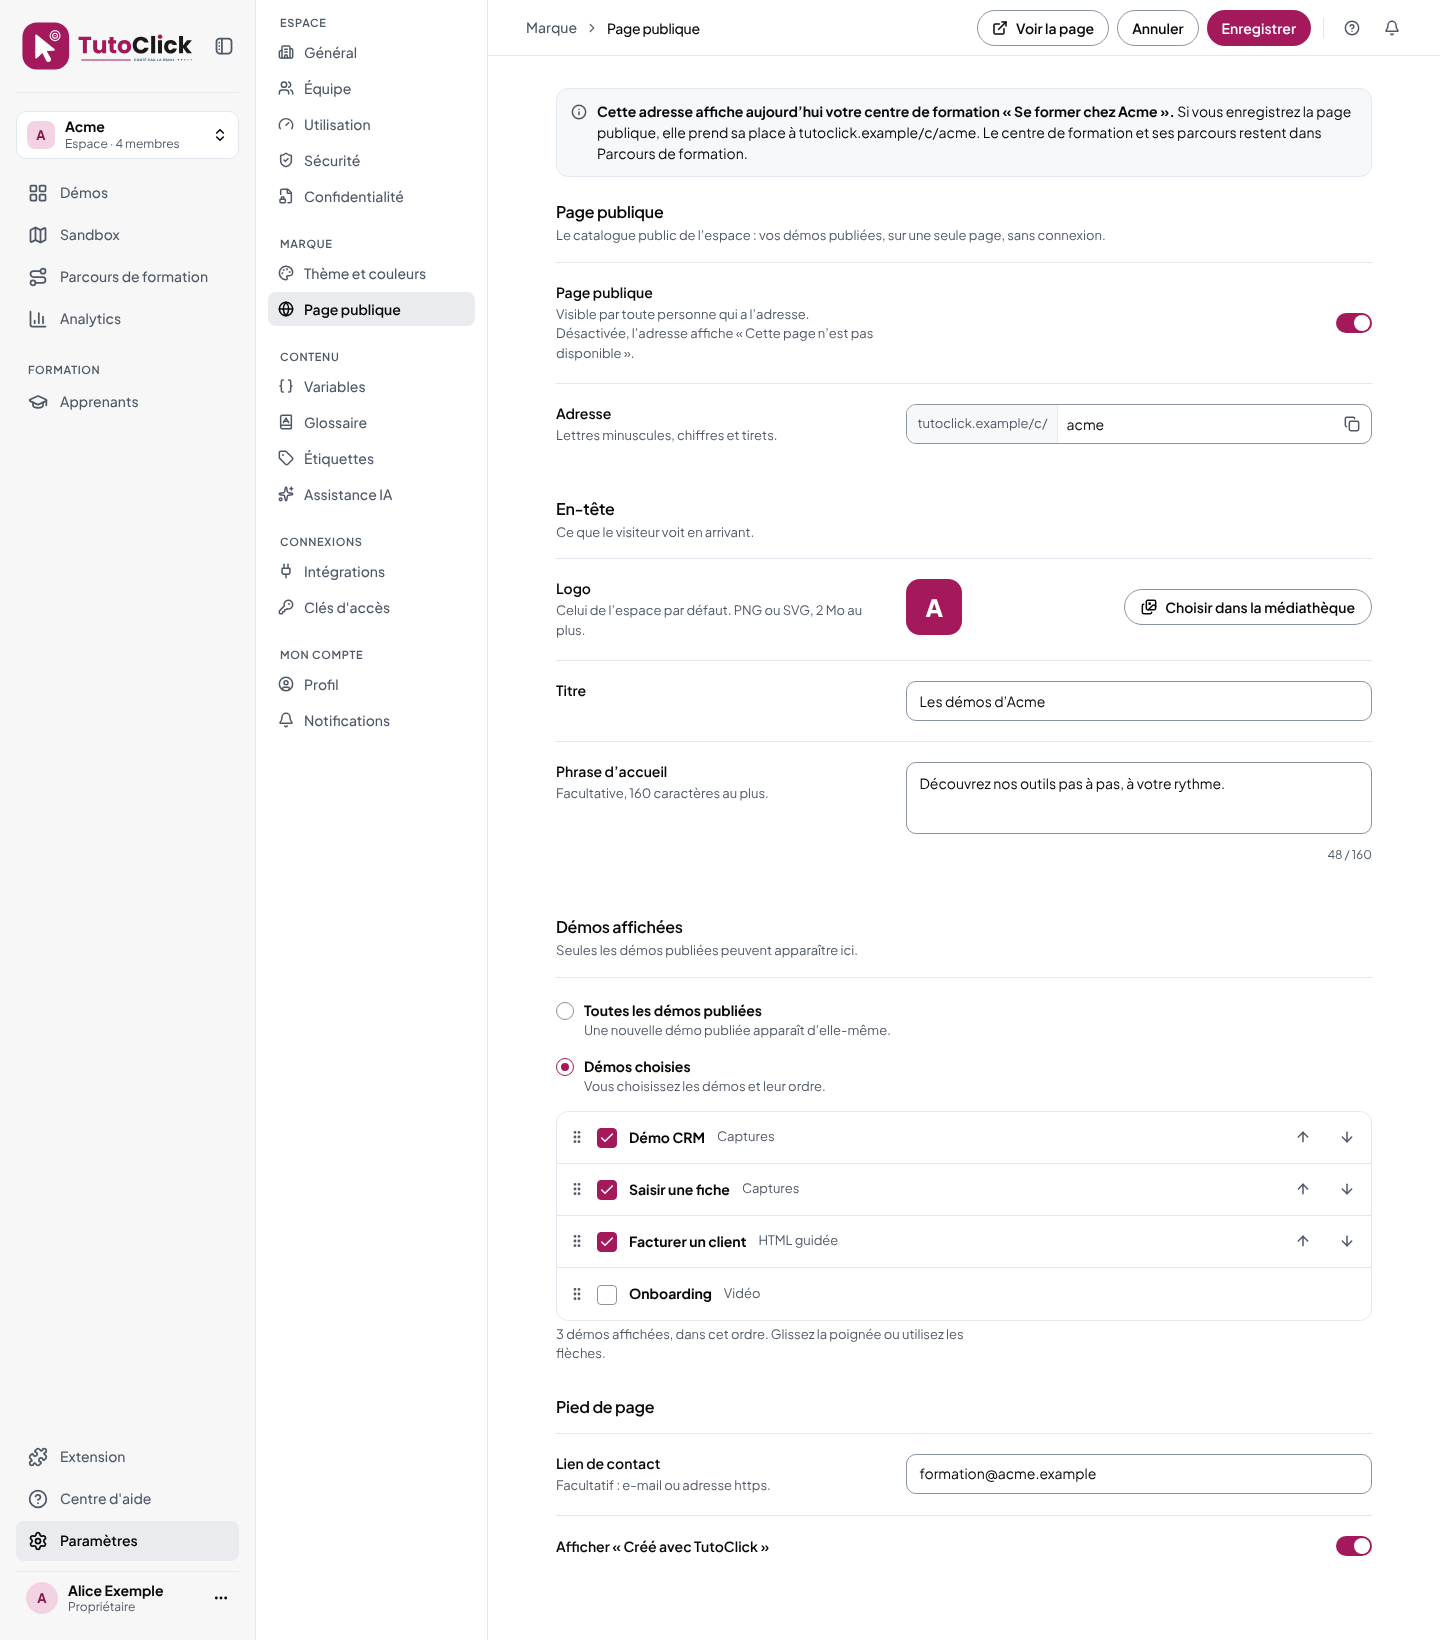 TutoClick
A
Acme
Espace · 4 membres
Démos
Sandbox
Parcours de formation
Analytics
FORMATION
Apprenants
Extension
Centre d'aide
Paramètres
A
Alice Exemple
Propriétaire
ESPACE
Général
Équipe
Utilisation
Sécurité
Confidentialité
MARQUE
Thème et couleurs
Page publique
CONTENU
Variables
Glossaire
Étiquettes
Assistance IA
CONNEXIONS
Intégrations
Clés d'accès
MON COMPTE
Profil
Notifications
Marque > Page publique
Voir la page
Annuler
Enregistrer
Cette adresse affiche aujourd’hui votre centre de formation « Se former chez Acme ». Si vous enregistrez la page
publique, elle prend sa place à tutoclick.example/c/acme. Le centre de formation et ses parcours restent dans
Parcours de formation.
Page publique
Le catalogue public de l’espace : vos démos publiées, sur une seule page, sans connexion.
Page publique
Visible par toute personne qui a l’adresse.
Désactivée, l’adresse affiche « Cette page n’est pas
disponible ».
Adresse
Lettres minuscules, chiffres et tirets.
tutoclick.example/c/ acme
En-tête
Ce que le visiteur voit en arrivant.
Logo
Celui de l’espace par défaut. PNG ou SVG, 2 Mo au
plus.
A
Choisir dans la médiathèque
Titre
Les démos d’Acme
Phrase d’accueil
Facultative, 160 caractères au plus.
Découvrez nos outils pas à pas, à votre rythme.
48 / 160
Démos affichées
Seules les démos publiées peuvent apparaître ici.
Toutes les démos publiées
Une nouvelle démo publiée apparaît d’elle-même.
Démos choisies
Vous choisissez les démos et leur ordre.
Démo CRM Captures
Saisir une fiche Captures
Facturer un client HTML guidée
Onboarding Vidéo
3 démos affichées, dans cet ordre. Glissez la poignée ou utilisez les
flèches.
Pied de page
Lien de contact
Facultatif : e-mail ou adresse https.
formation@acme.example
Afficher « Créé avec TutoClick »